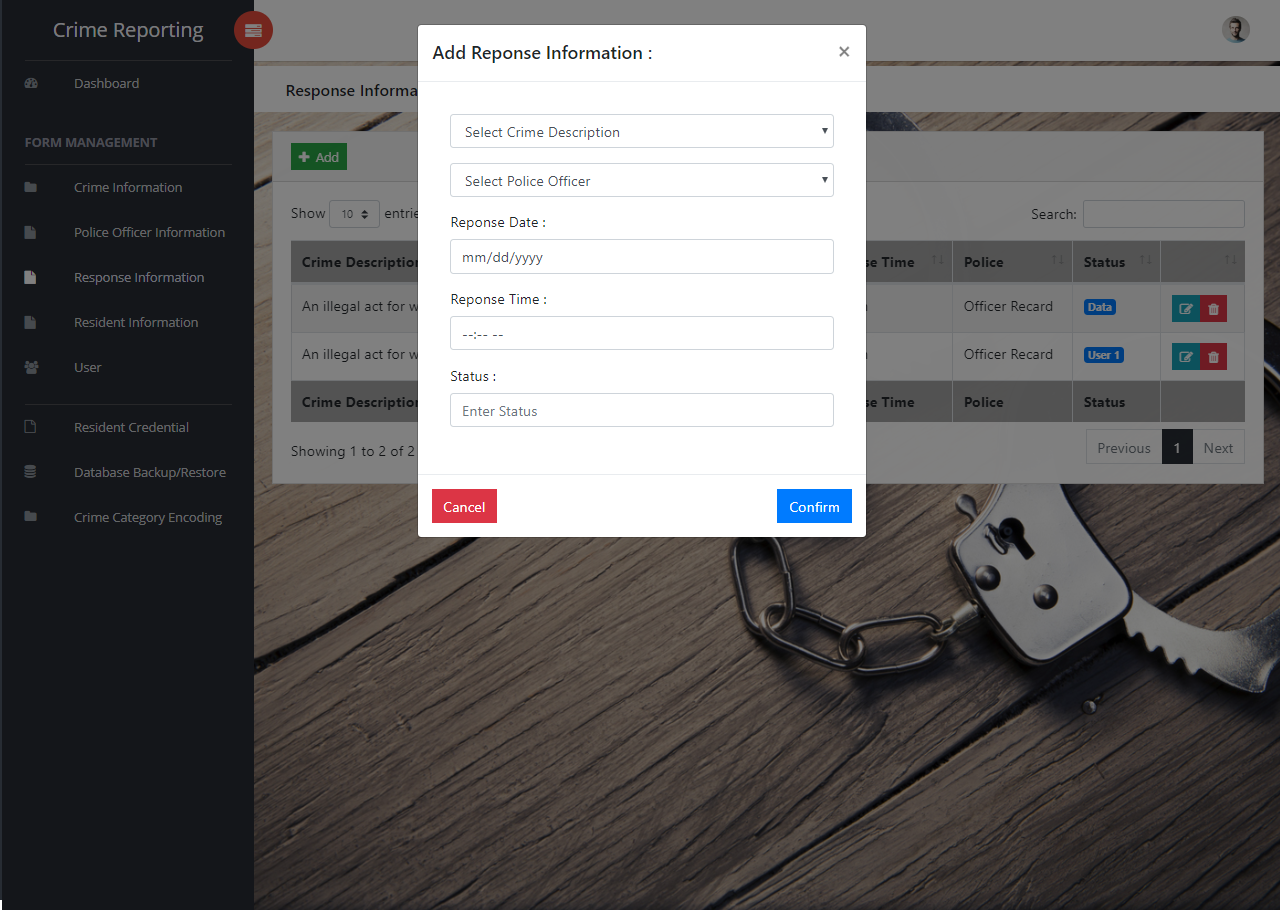 Crime Reporting
Dashboard
FORM MANAGEMENT
Crime Information
Police Officer Information
Response Information
Resident Information
User
Resident Credential
Database Backup/Restore
Crime Category Encoding
Response Informa
Add
Show 10 entrie
Search:
Crime Description se Time Police Status
An illegal act for w Officer Recard Data
An illegal act for w Officer Recard User 1
Crime Description se Time Police Status
Showing 1 to 2 of 2
Previous 1 Next
Add Reponse Information : ×
Select Crime Description
Select Police Officer
Reponse Date :
mm/dd/yyyy
Reponse Time :
--:-- --
Status :
Enter Status
Cancel Confirm